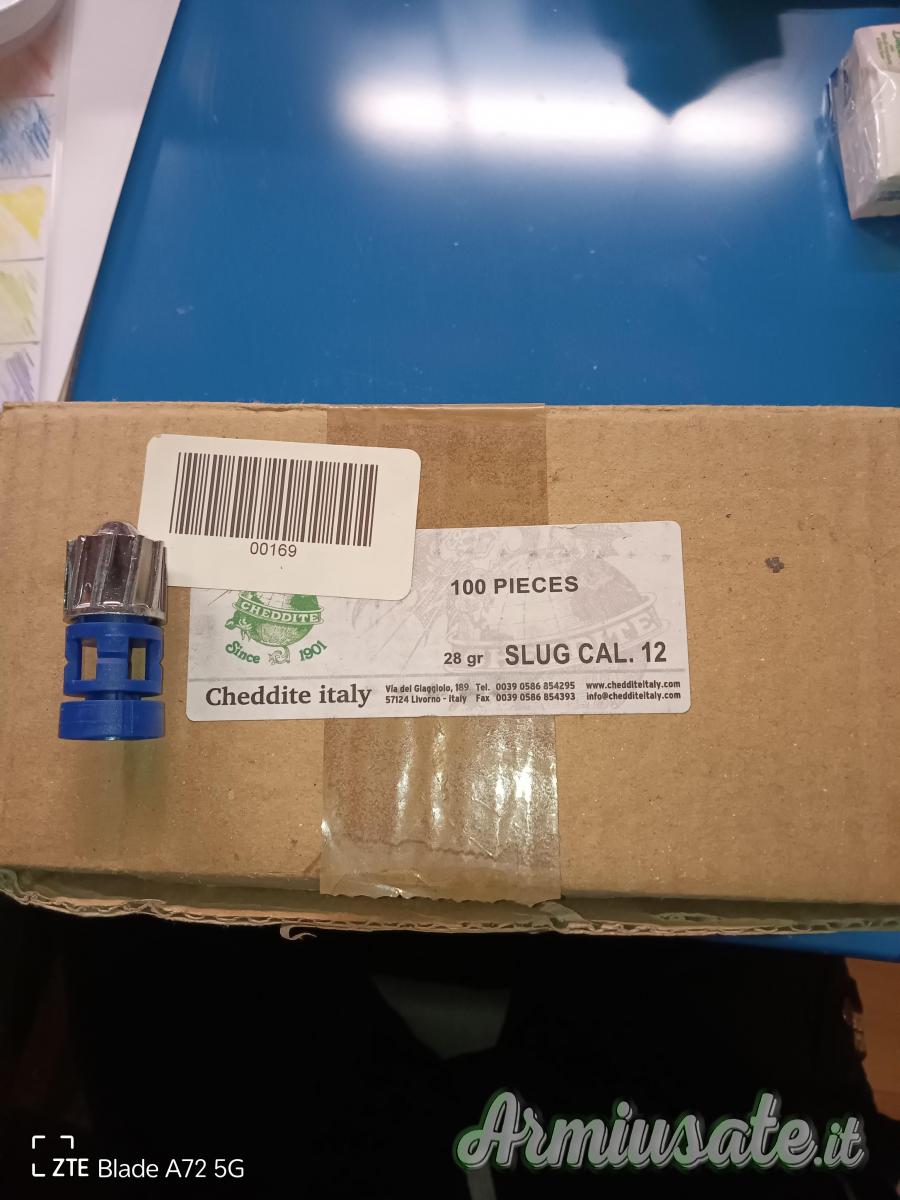 00169
100 PIECES
28 gr SLUG CAL. 12
CHEDDITE
Since 1901
Cheddite italy
Via del Giaggiolo, 189 Tel. 0039 0586 854295 www.chedditeitaly.com
57124 Livorno - Italy Fax 0039 0586 854393 info@chedditeitaly.com
ZTE Blade A72 5G
Armiusate.it